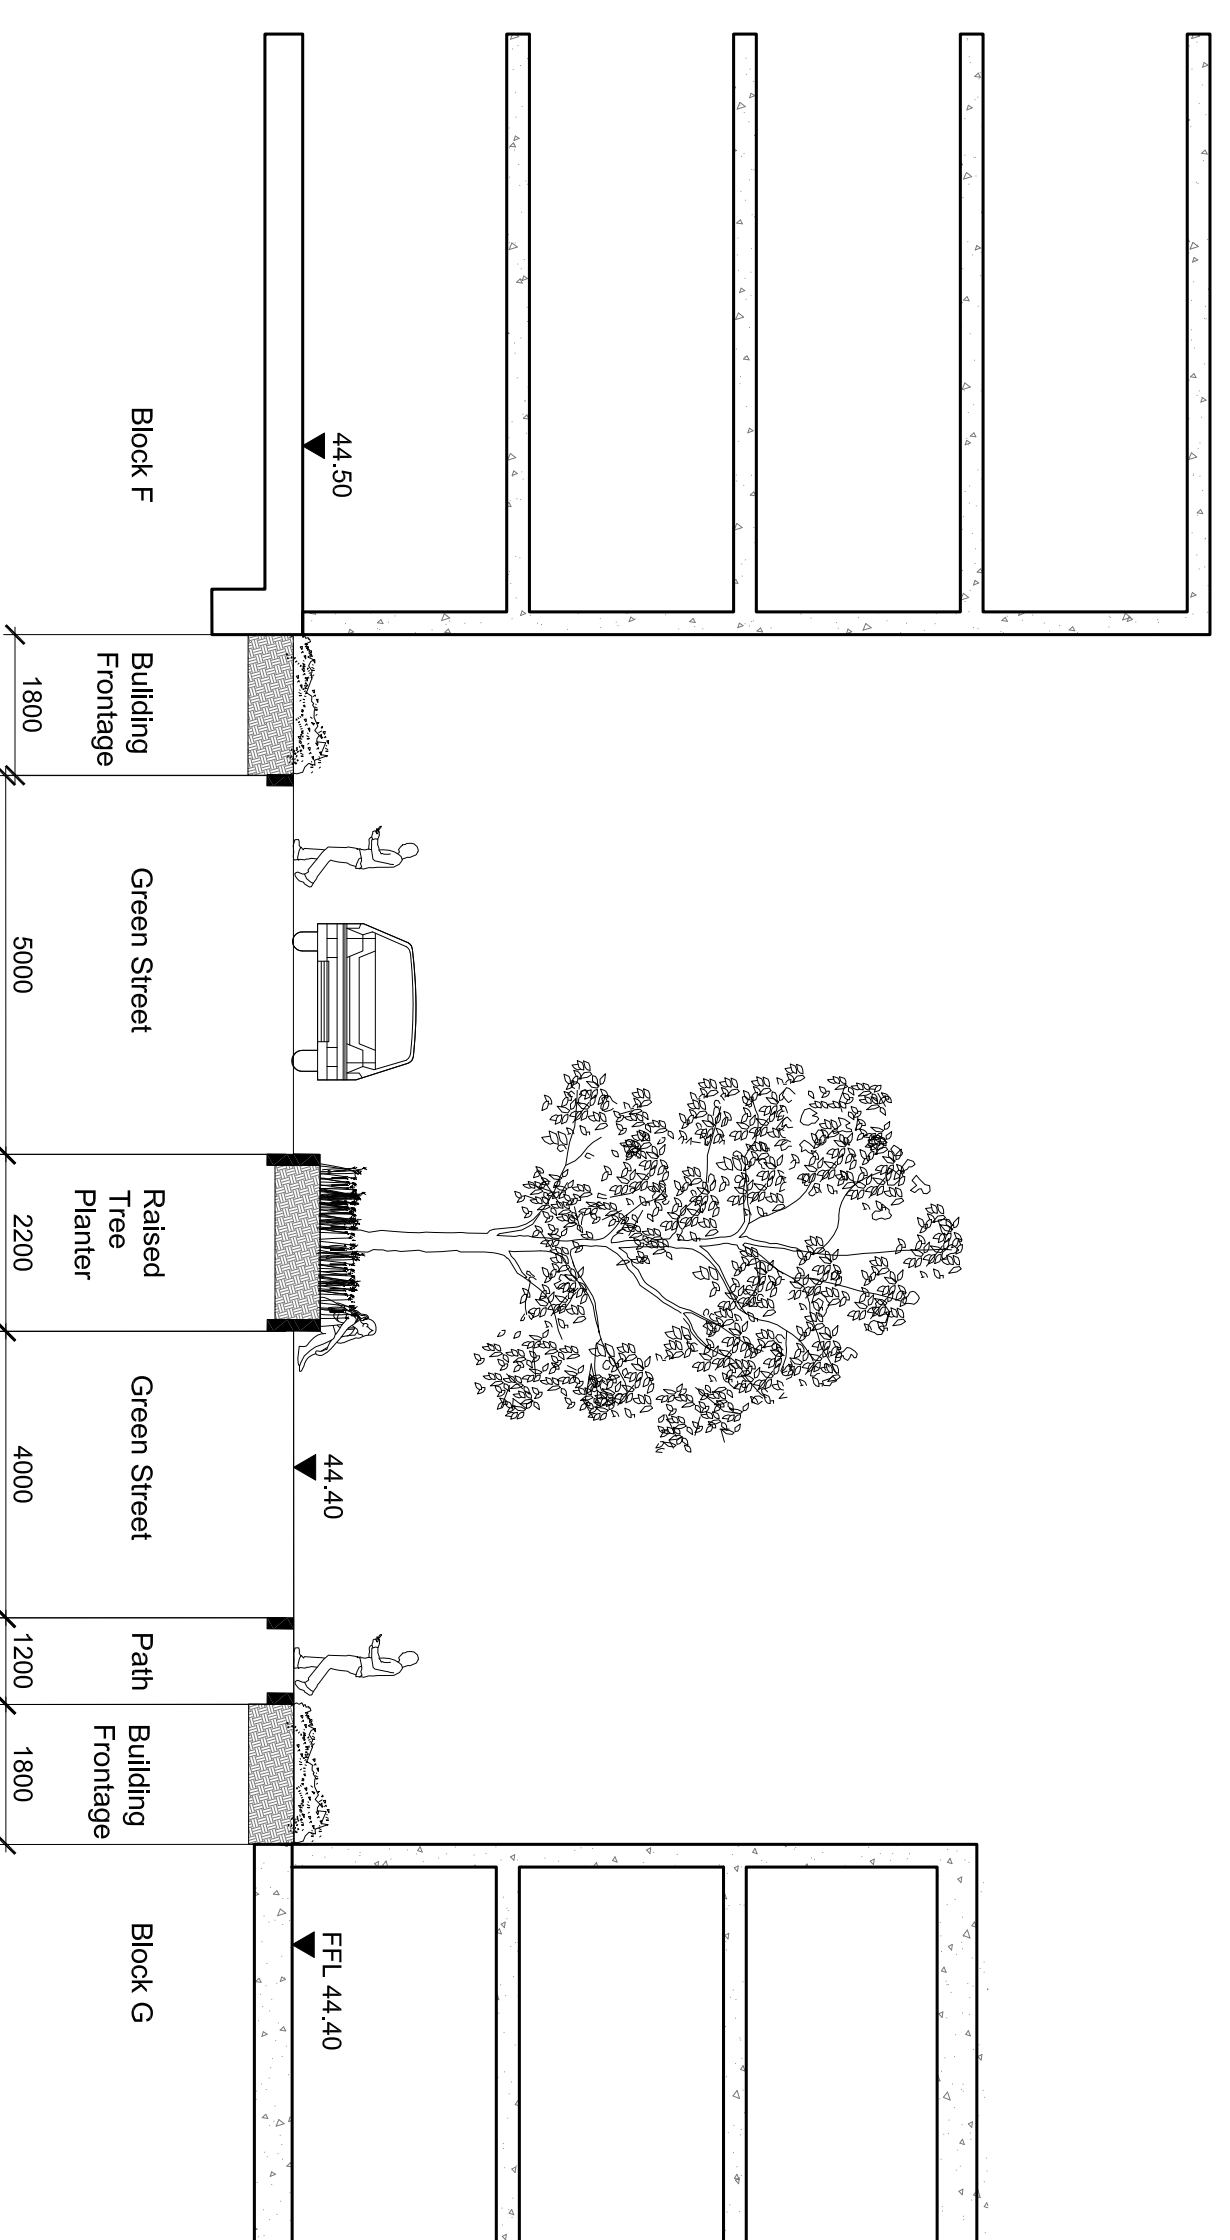 44.50
44.40
FFL 44.40
Block F
Buliding
Frontage
Green Street
Raised
Tree
Planter
Green Street
Path
Building
Frontage
Block G
1800
5000
2200
4000
1200
1800